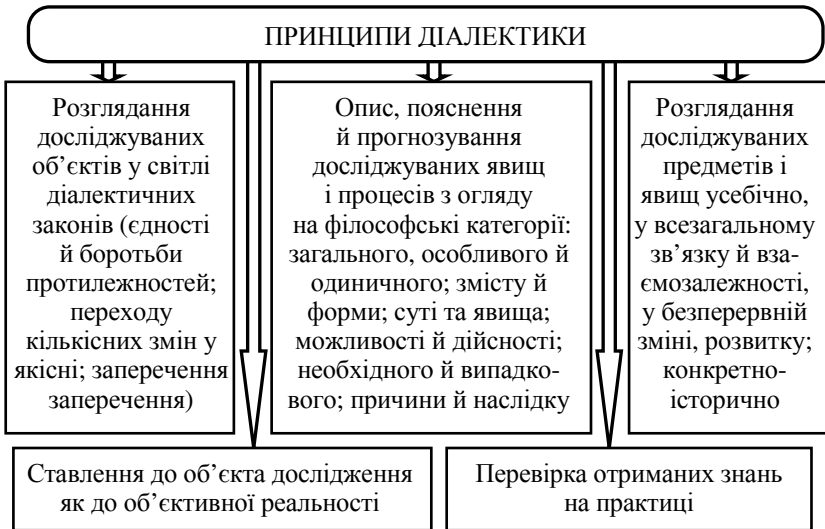 ПРИНЦИПИ ДІАЛЕКТИКИ
Розглядання
досліджуваних
об’єктів у світлі
діалектичних
законів (єдності
й боротьби
протилежностей;
переходу
кількісних змін у
якісні; заперечення
заперечення)
Опис, пояснення
й прогнозування
досліджуваних явищ
і процесів з огляду
на філософські категорії:
загального, особливого й
одиничного; змісту й
форми; суті та явища;
можливості й дійсності;
необхідного й випадко-
вого; причини й наслідку
Розглядання
досліджуваних
предметів і
явищ усебічно,
у всезагальному
зв’язку й вза-
ємозалежності,
у безперервній
зміні, розвитку;
конкретно-
історично
Ставлення до об’єкта дослідження
як до об’єктивної реальності
Перевірка отриманих знань
на практиці